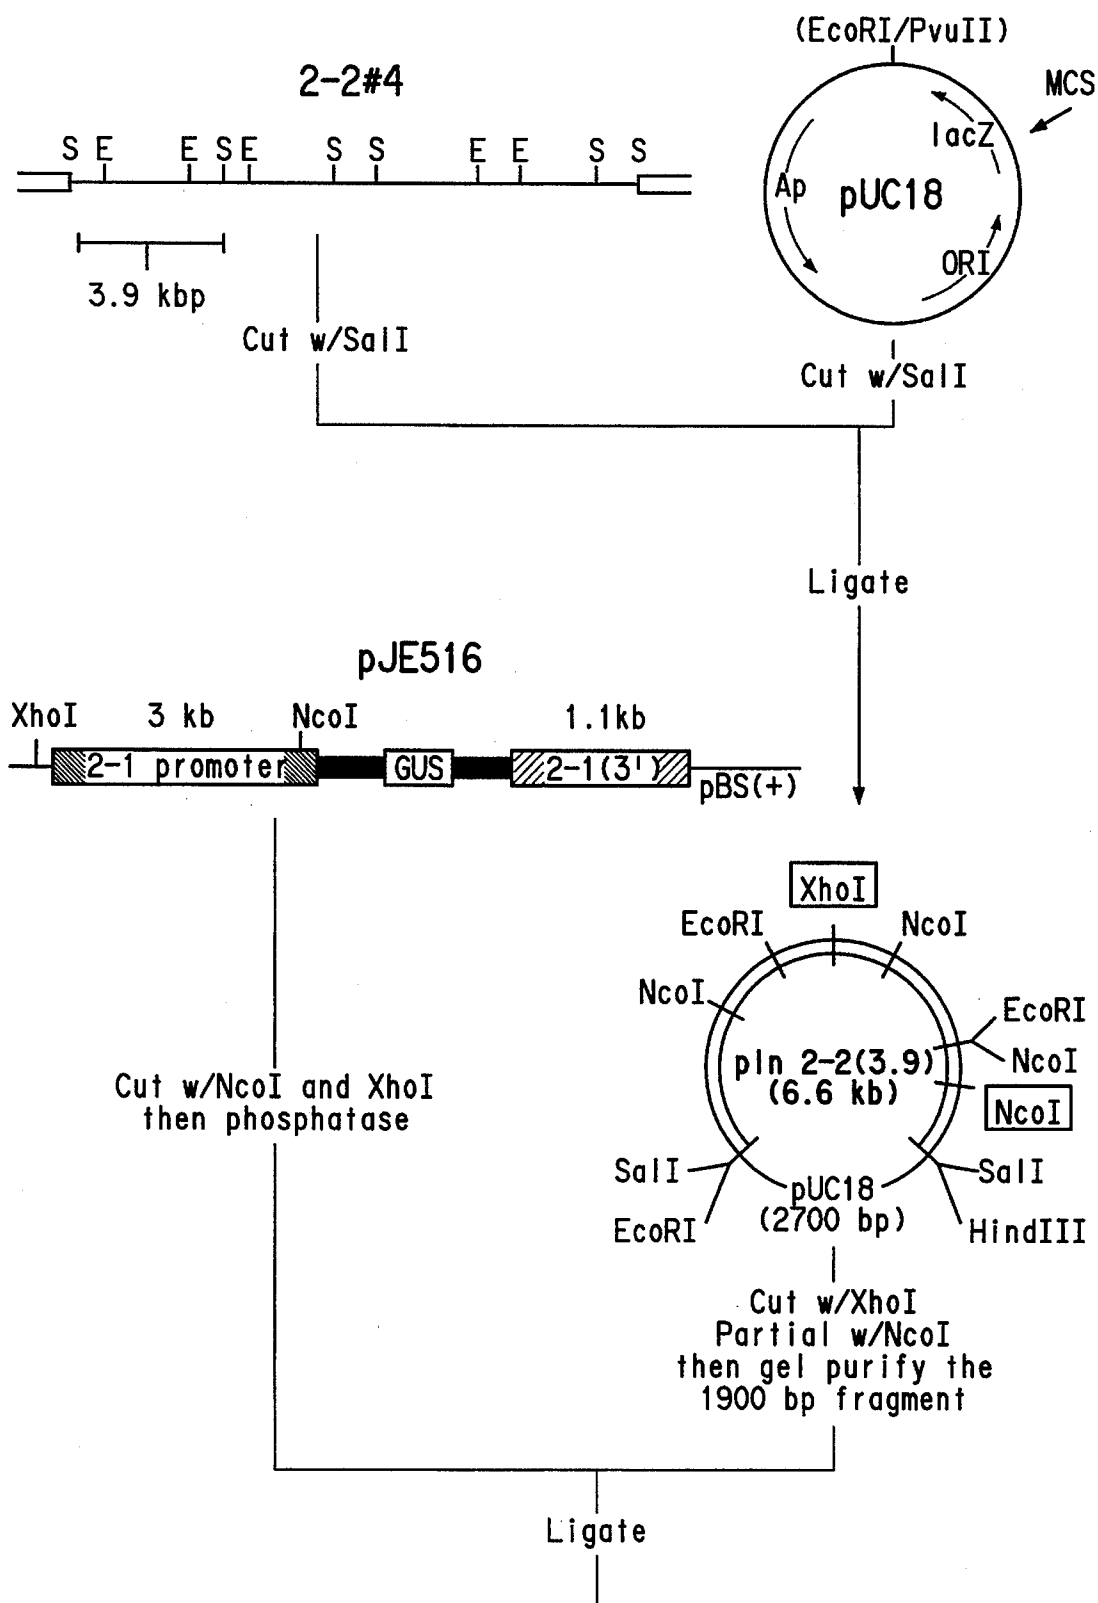 (EcoRI/PvuII)
2-2#4
MCS
lacZ
S E E S E S S E E S S
Ap
pUC18
ORI
3.9 kbp
Cut w/SalI
Cut w/SalI
Ligate
pJE516
XhoI 3 kb NcoI 1.1kb
2-1 promoter GUS 2-1(3')
pBS(+)
XhoI
EcoRI NcoI
NcoI
EcoRI
pIn 2-2(3.9)
NcoI
(6.6 kb)
NcoI
Cut w/NcoI and XhoI
then phosphatase
SalI SalI
pUC18
(2700 bp)
EcoRI HindIII
Cut w/XhoI
Partial w/NcoI
then gel purify the
1900 bp fragment
Ligate